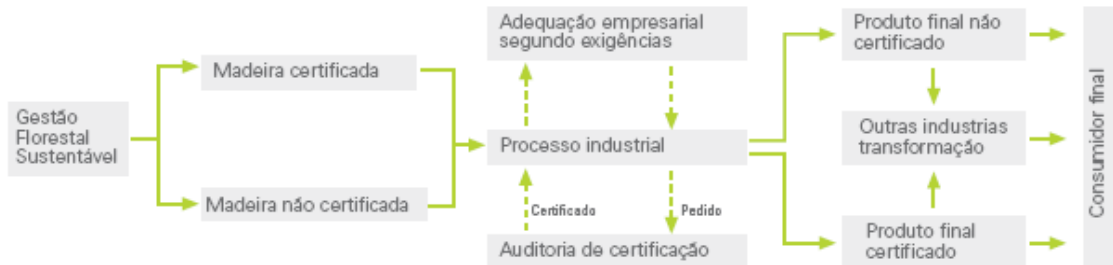 Gestão
Florestal
Sustentável
Madeira certificada
Madeira não certificada
Adequação empresarial
segundo exigências
Processo industrial
Certificado
Pedido
Auditoria de certificação
Produto final não
certificado
Outras industrias
transformação
Produto final
certificado
Consumidor final